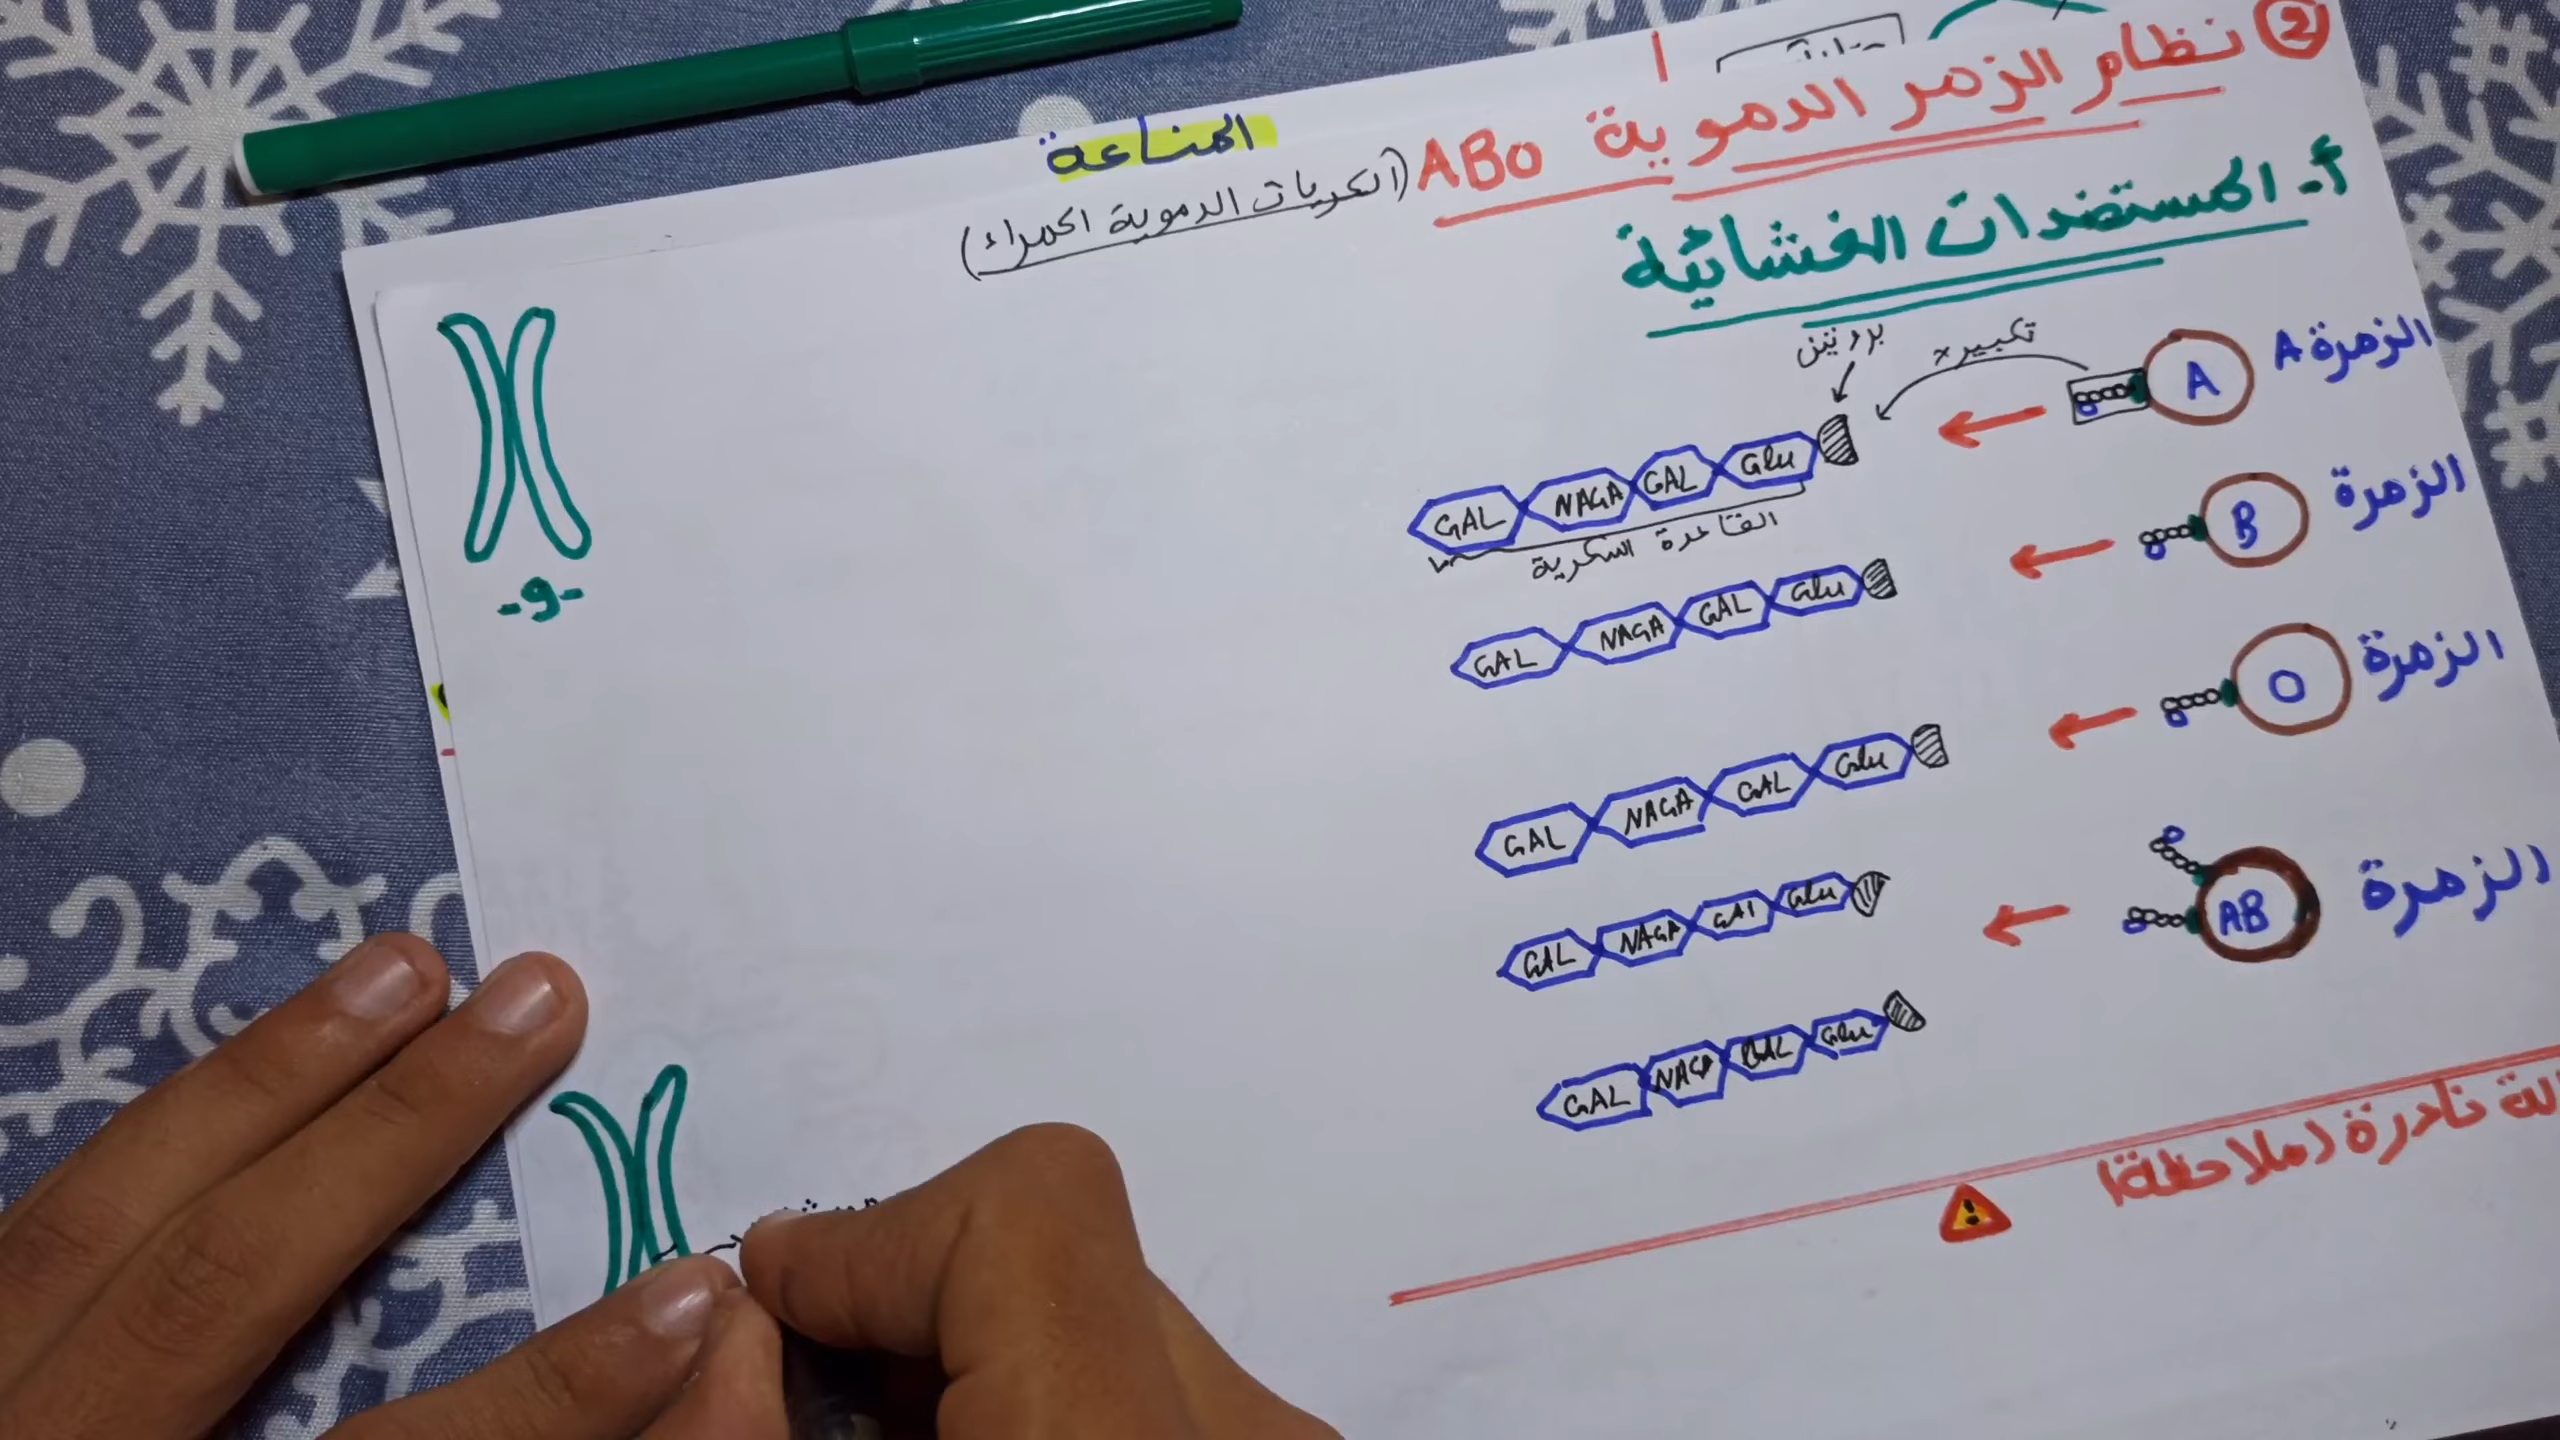 ② نظام الزمر الدموية ABO
المناعة
(الكريات الدموية الحمراء)
أ- المستضدات الغشائية
الزمرة A
A
تكبير x
بروتين
GAL NAGA GAL Glu
القاعدة السكرية
الزمرة
B
GAL NAGA GAL Glu
الزمرة
O
GAL NAGA GAL Glu
الزمرة
AB
GAL NAGA GAL Glu
GAL NAGA GAL Glu
-9-
نادرة (ملاحظة)